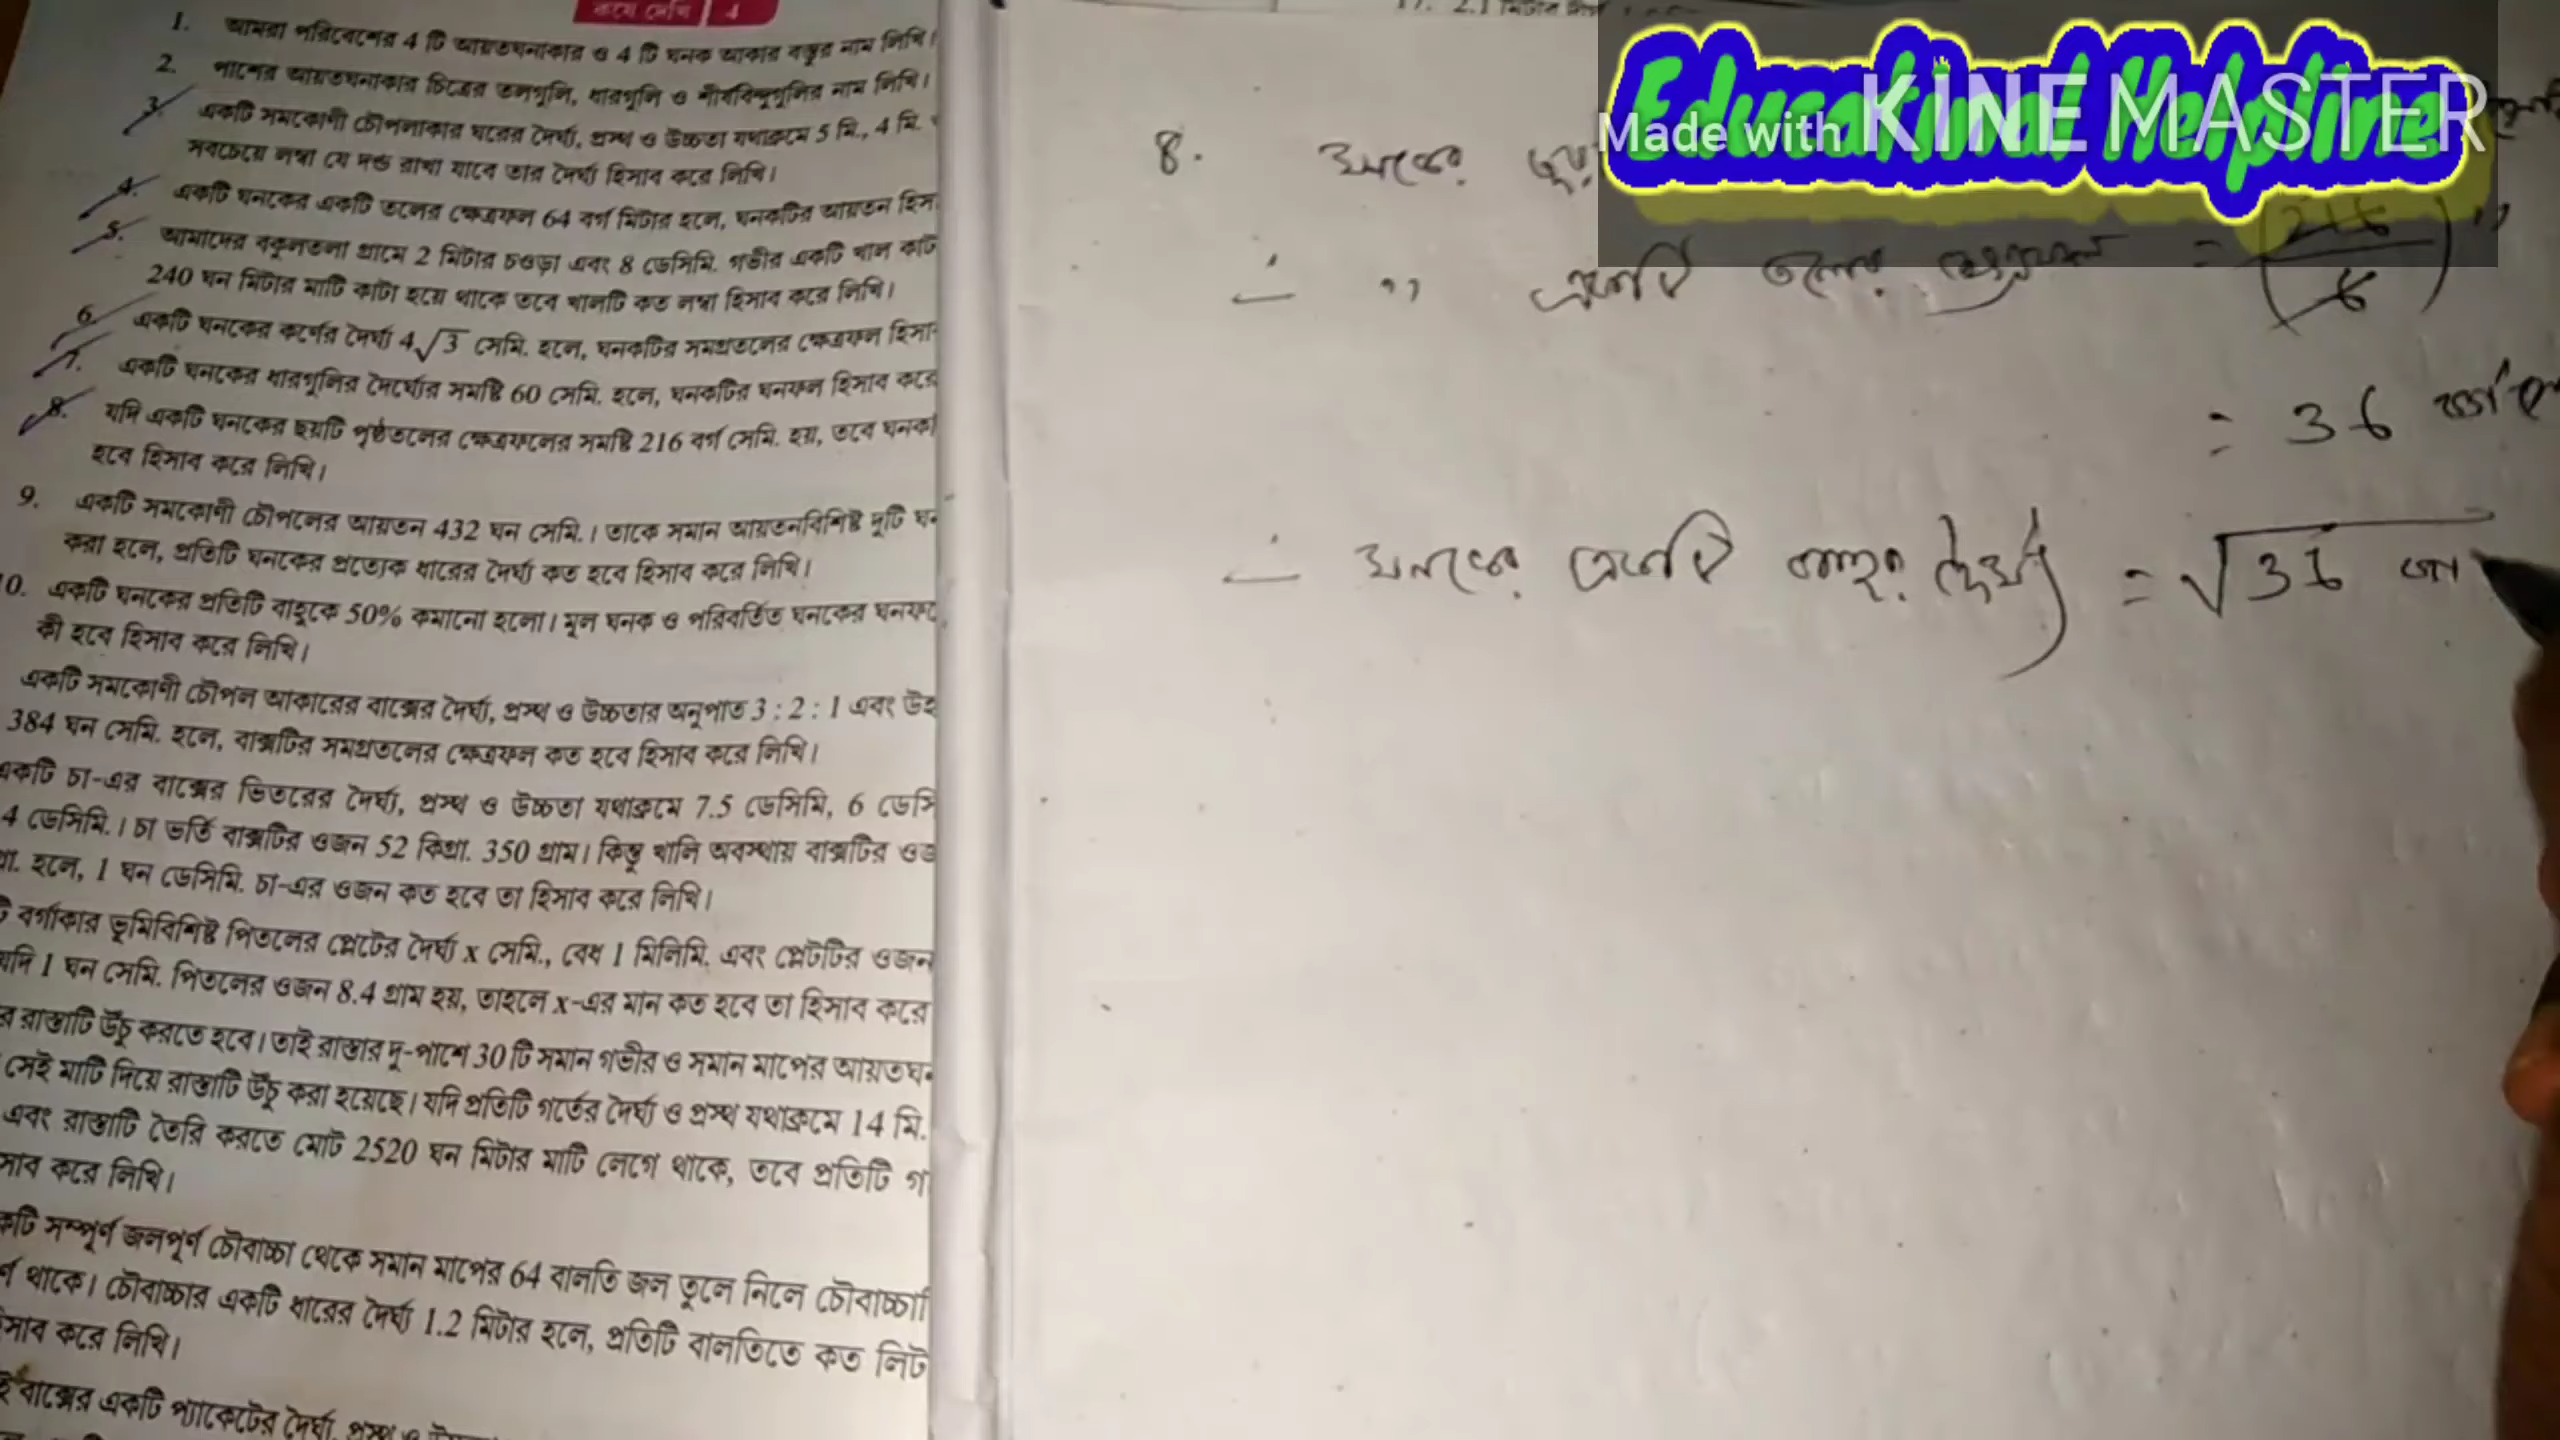 কষে দেখি 4
1. আমরা পরিবেশের 4 টি আয়তঘনাকার ও 4 টি ঘনক আকার বস্তুর নাম লিখি।
2. পাশের আয়তঘনাকার চিত্রের তলগুলি, ধারগুলি ও শীর্ষবিন্দুগুলির নাম লিখি।
3. একটি সমকোণী চৌপলাকার ঘরের দৈর্ঘ্য, প্রস্থ ও উচ্চতা যথাক্রমে 5 মি., 4 মি.
সবচেয়ে লম্বা যে দণ্ড রাখা যাবে তার দৈর্ঘ্য হিসাব করে লিখি।
4. একটি ঘনকের একটি তলের ক্ষেত্রফল 64 বর্গ মিটার হলে, ঘনকটির আয়তন হিসা
5. আমাদের বকুলতলা গ্রামে 2 মিটার চওড়া এবং 8 ডেসিমি. গভীর একটি খাল কাট
240 ঘন মিটার মাটি কাটা হয়ে থাকে তবে খালটি কত লম্বা হিসাব করে লিখি।
6. একটি ঘনকের কর্ণের দৈর্ঘ্য 4√3 সেমি. হলে, ঘনকটির সমগ্রতলের ক্ষেত্রফল হিসা
7. একটি ঘনকের ধারগুলির দৈর্ঘ্যের সমষ্টি 60 সেমি. হলে, ঘনকটির ঘনফল হিসাব করে
8. যদি একটি ঘনকের ছয়টি পৃষ্ঠতলের ক্ষেত্রফলের সমষ্টি 216 বর্গ সেমি. হয়, তবে ঘনক
হবে হিসাব করে লিখি।
9. একটি সমকোণী চৌপলের আয়তন 432 ঘন সেমি.। তাকে সমান আয়তনবিশিষ্ট দুটি ঘন
করা হলে, প্রতিটি ঘনকের প্রত্যেক ধারের দৈর্ঘ্য কত হবে হিসাব করে লিখি।
0. একটি ঘনকের প্রতিটি বাহুকে 50% কমানো হলো। মূল ঘনক ও পরিবর্তিত ঘনকের ঘনফলে
কী হবে হিসাব করে লিখি।
একটি সমকোণী চৌপল আকারের বাক্সের দৈর্ঘ্য, প্রস্থ ও উচ্চতার অনুপাত 3 : 2 : 1 এবং উহ
384 ঘন সেমি. হলে, বাক্সটির সমগ্রতলের ক্ষেত্রফল কত হবে হিসাব করে লিখি।
একটি চা-এর বাক্সের ভিতরের দৈর্ঘ্য, প্রস্থ ও উচ্চতা যথাক্রমে 7.5 ডেসিমি, 6 ডেসি
4 ডেসিমি.। চা ভর্তি বাক্সটির ওজন 52 কিগ্রা. 350 গ্রাম। কিন্তু খালি অবস্থায় বাক্সটির ওজ
গ্রা. হলে, 1 ঘন ডেসিমি. চা-এর ওজন কত হবে তা হিসাব করে লিখি।
টি বর্গাকার ভূমিবিশিষ্ট পিতলের প্লেটের দৈর্ঘ্য x সেমি., বেধ 1 মিলিমি. এবং প্লেটটির ওজন
যদি 1 ঘন সেমি. পিতলের ওজন 8.4 গ্রাম হয়, তাহলে x-এর মান কত হবে তা হিসাব করে
র রাস্তাটি উঁচু করতে হবে। তাই রাস্তার দু-পাশে 30 টি সমান গভীর ও সমান মাপের আয়তঘন
সেই মাটি দিয়ে রাস্তাটি উঁচু করা হয়েছে। যদি প্রতিটি গর্তের দৈর্ঘ্য ও প্রস্থ যথাক্রমে 14 মি.
এবং রাস্তাটি তৈরি করতে মোট 2520 ঘন মিটার মাটি লেগে থাকে, তবে প্রতিটি গ
সাব করে লিখি।
কটি সম্পূর্ণ জলপূর্ণ চৌবাচ্চা থেকে সমান মাপের 64 বালতি জল তুলে নিলে চৌবাচ্চাটি
র্ণ থাকে। চৌবাচ্চার একটি ধারের দৈর্ঘ্য 1.2 মিটার হলে, প্রতিটি বালতিতে কত লিট
সাব করে লিখি।
ই বাক্সের একটি প্যাকেটের দৈর্ঘ্য, প্রস্থ ও
Educational Helpline
Made with KINEMASTER
8. ঘনকের
∴ " একটি তলের ক্ষেত্রফল = (216/6) "
= 36 বর্গ
∴ ঘনকের একটি বাহুর দৈর্ঘ্য = √36